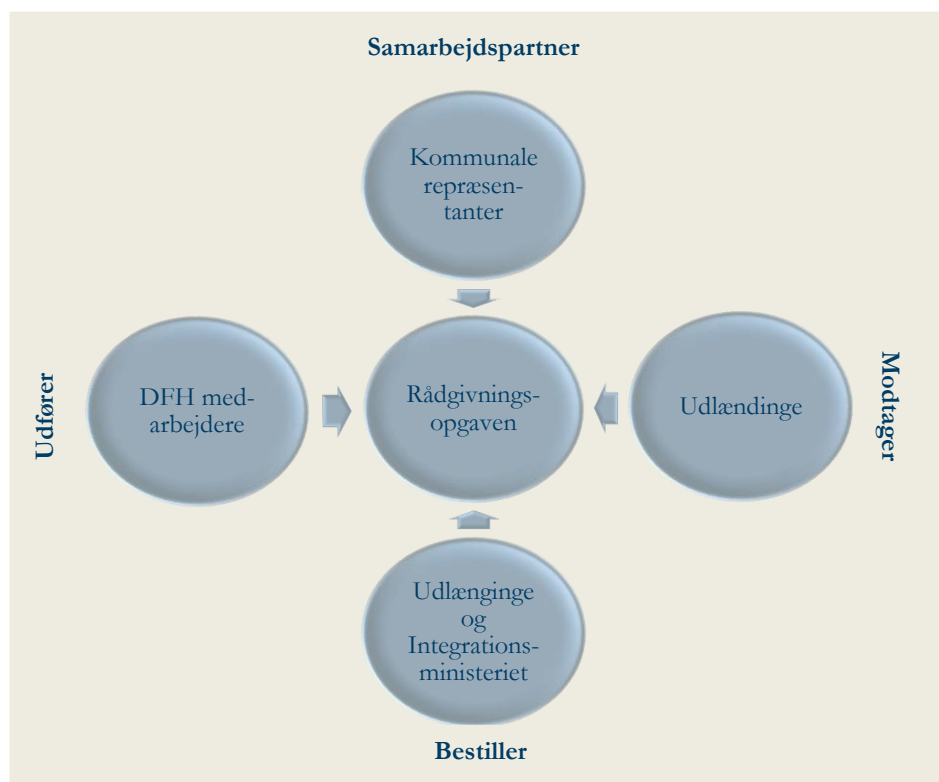 Samarbejdspartner
Kommunale
repræsen-
tanter
Udfører
DFH med-
arbejdere
Rådgivnings-
opgaven
Udlændinge
Modtager
Udlænginge
og
Integrations-
ministeriet
Bestiller